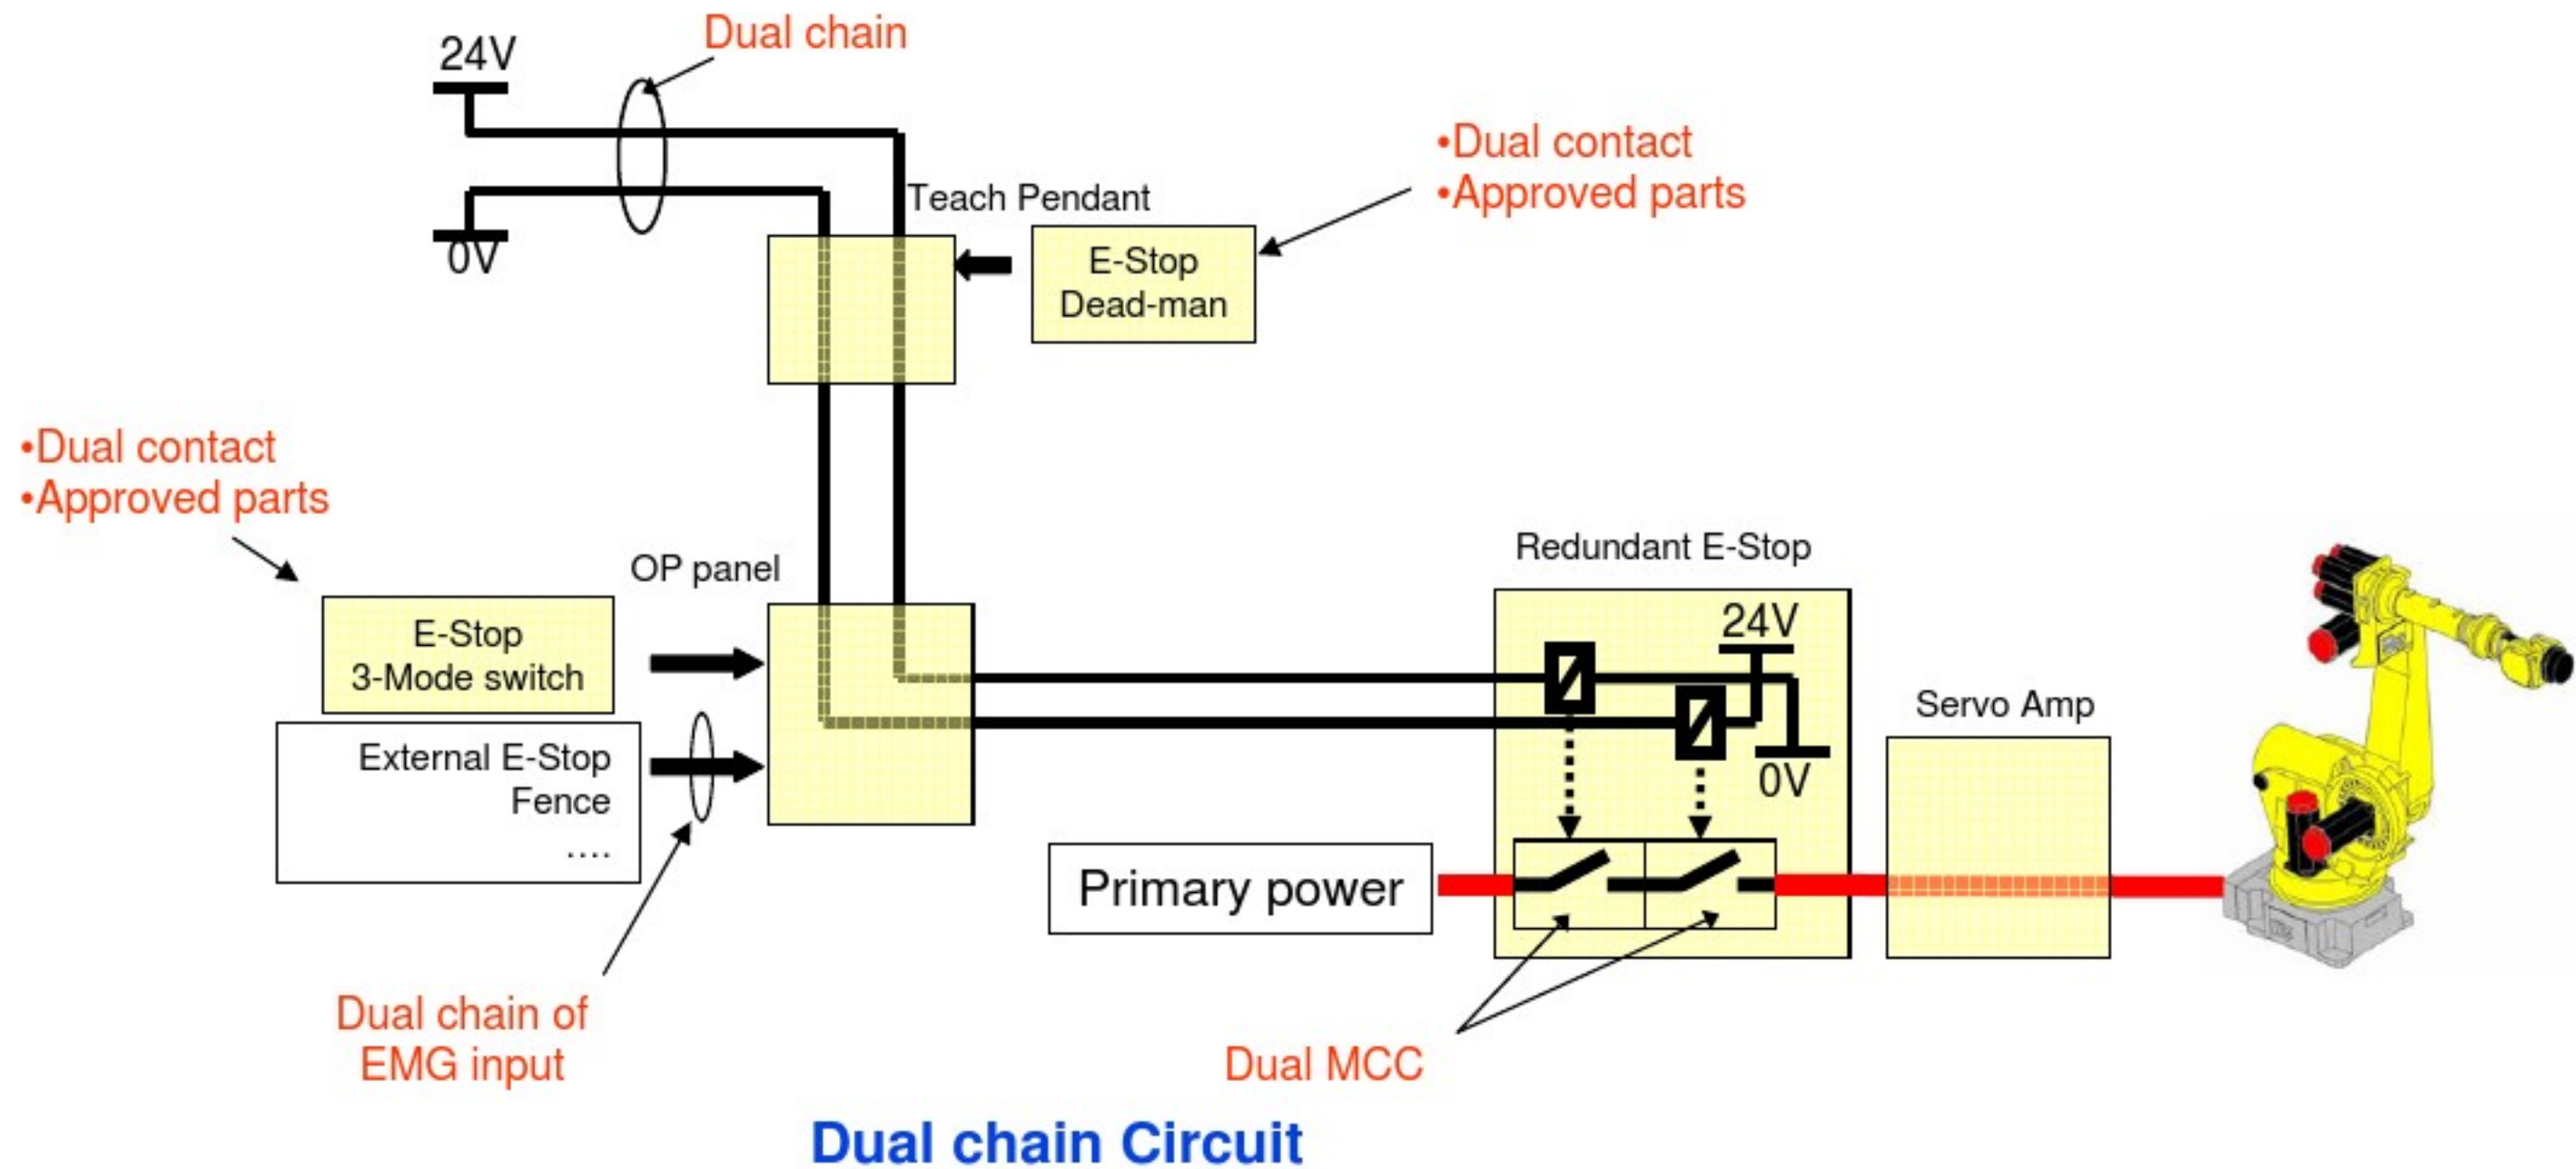 Dual chain
24V
0V
•Dual contact
•Approved parts
Teach Pendant
E-Stop
Dead-man
•Dual contact
•Approved parts
OP panel
E-Stop
3-Mode switch
External E-Stop
Fence
....
Redundant E-Stop
24V
0V
Servo Amp
Primary power
Dual chain of
EMG input
Dual MCC
Dual chain Circuit